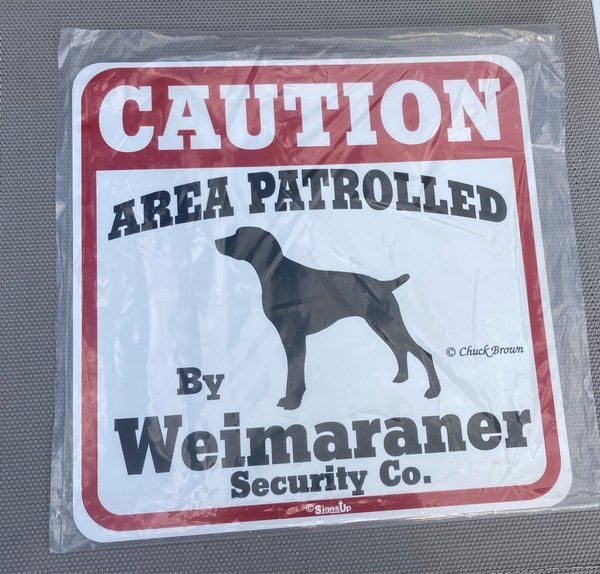 CAUTION
AREA PATROLLED
© Chuck Brown
By
Weimaraner
Security Co.
© SignsUp